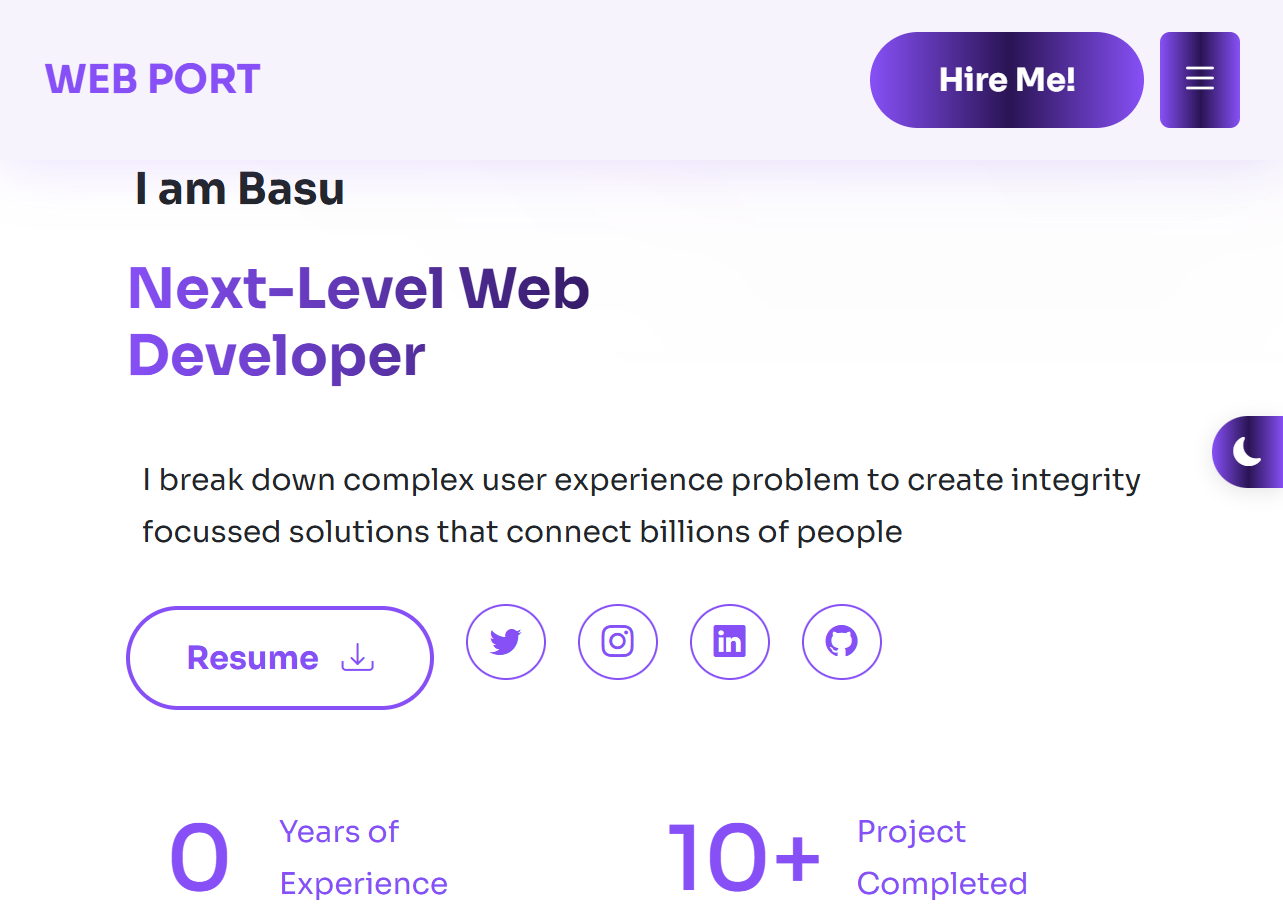 WEB PORT
Hire Me!
I am Basu
Next-Level Web
Developer
I break down complex user experience problem to create integrity
focussed solutions that connect billions of people
Resume
0 Years of
Experience
10+ Project
Completed